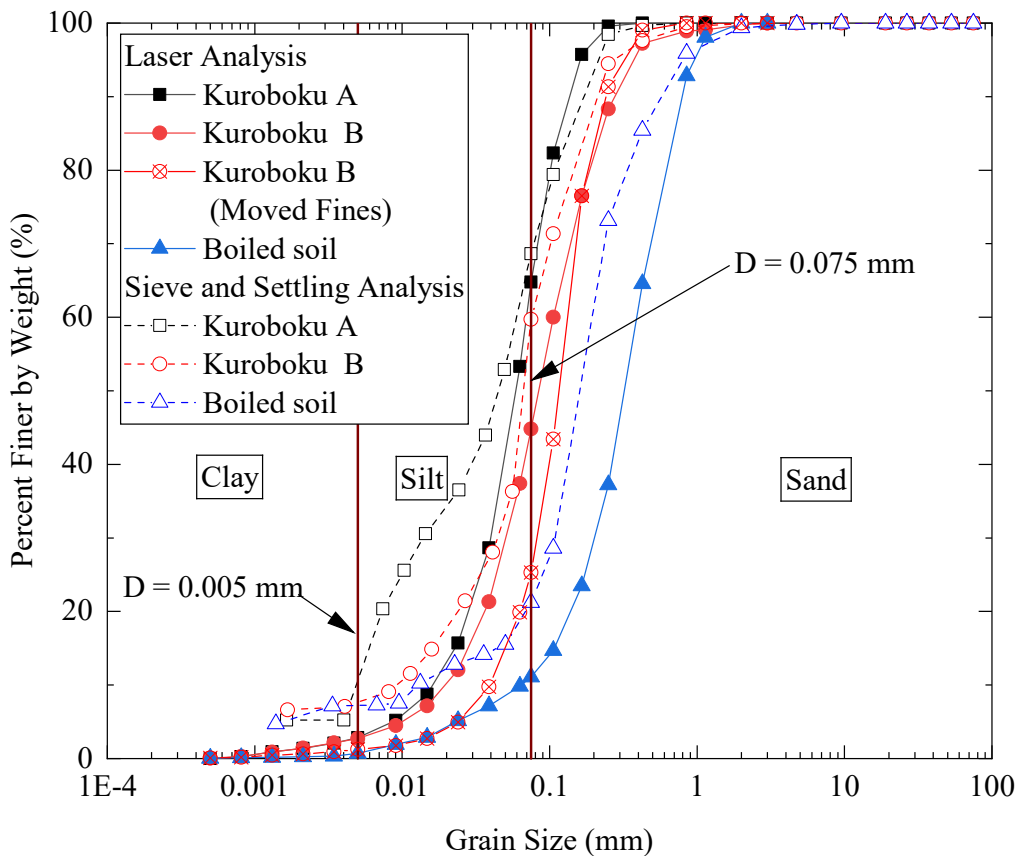 100
80
60
40
20
0
Percent Finer by Weight (%)
Laser Analysis
Kuroboku A
Kuroboku B
Kuroboku B
(Moved Fines)
Boiled soil
Sieve and Settling Analysis
Kuroboku A
Kuroboku B
Boiled soil
D = 0.075 mm
Clay
Silt
Sand
D = 0.005 mm
1E-4
0.001
0.01
0.1
1
10
100
Grain Size (mm)